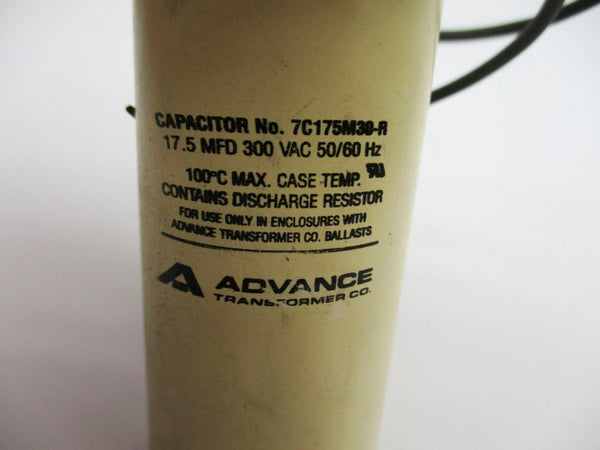 CAPACITOR No. 7C175M30-R
17.5 MFD 300 VAC 50/60 Hz
100°C MAX. CASE TEMP.
CONTAINS DISCHARGE RESISTOR
FOR USE ONLY IN ENCLOSURES WITH
ADVANCE TRANSFORMER CO. BALLASTS
ADVANCE
TRANSFORMER CO.